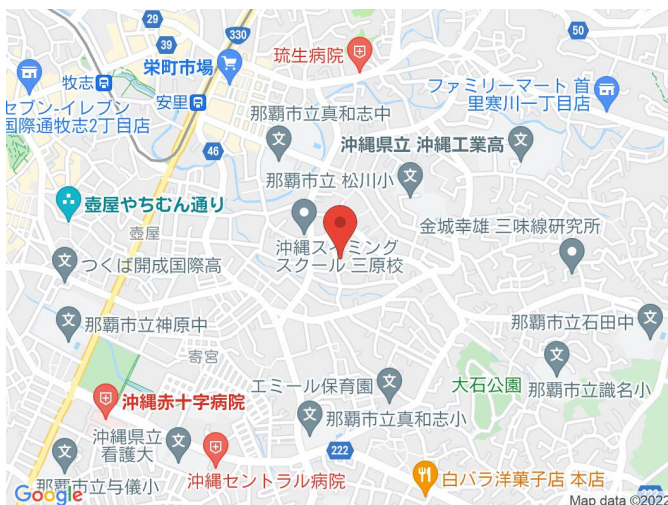 29
39
330
50
琉生病院
栄町市場
牧志
安里
セブン-イレブン
国際通牧志2丁目店
ファミリーマート 首
里寒川一丁目店
那覇市立真和志中
沖縄県立 沖縄工業高
46
那覇市立 松川小
壺屋やちむん通り
壺屋
沖縄スイミング
スクール 三原校
金城幸雄 三味線研究所
つくば開成国際高
那覇市立神原中
寄宮
那覇市立石田中
エミール保育園
大石公園
那覇市立識名小
沖縄赤十字病院
那覇市立真和志小
沖縄県立
看護大
222
沖縄セントラル病院
白バラ洋菓子店 本店
那覇市立与儀小
Google
Map data ©2022